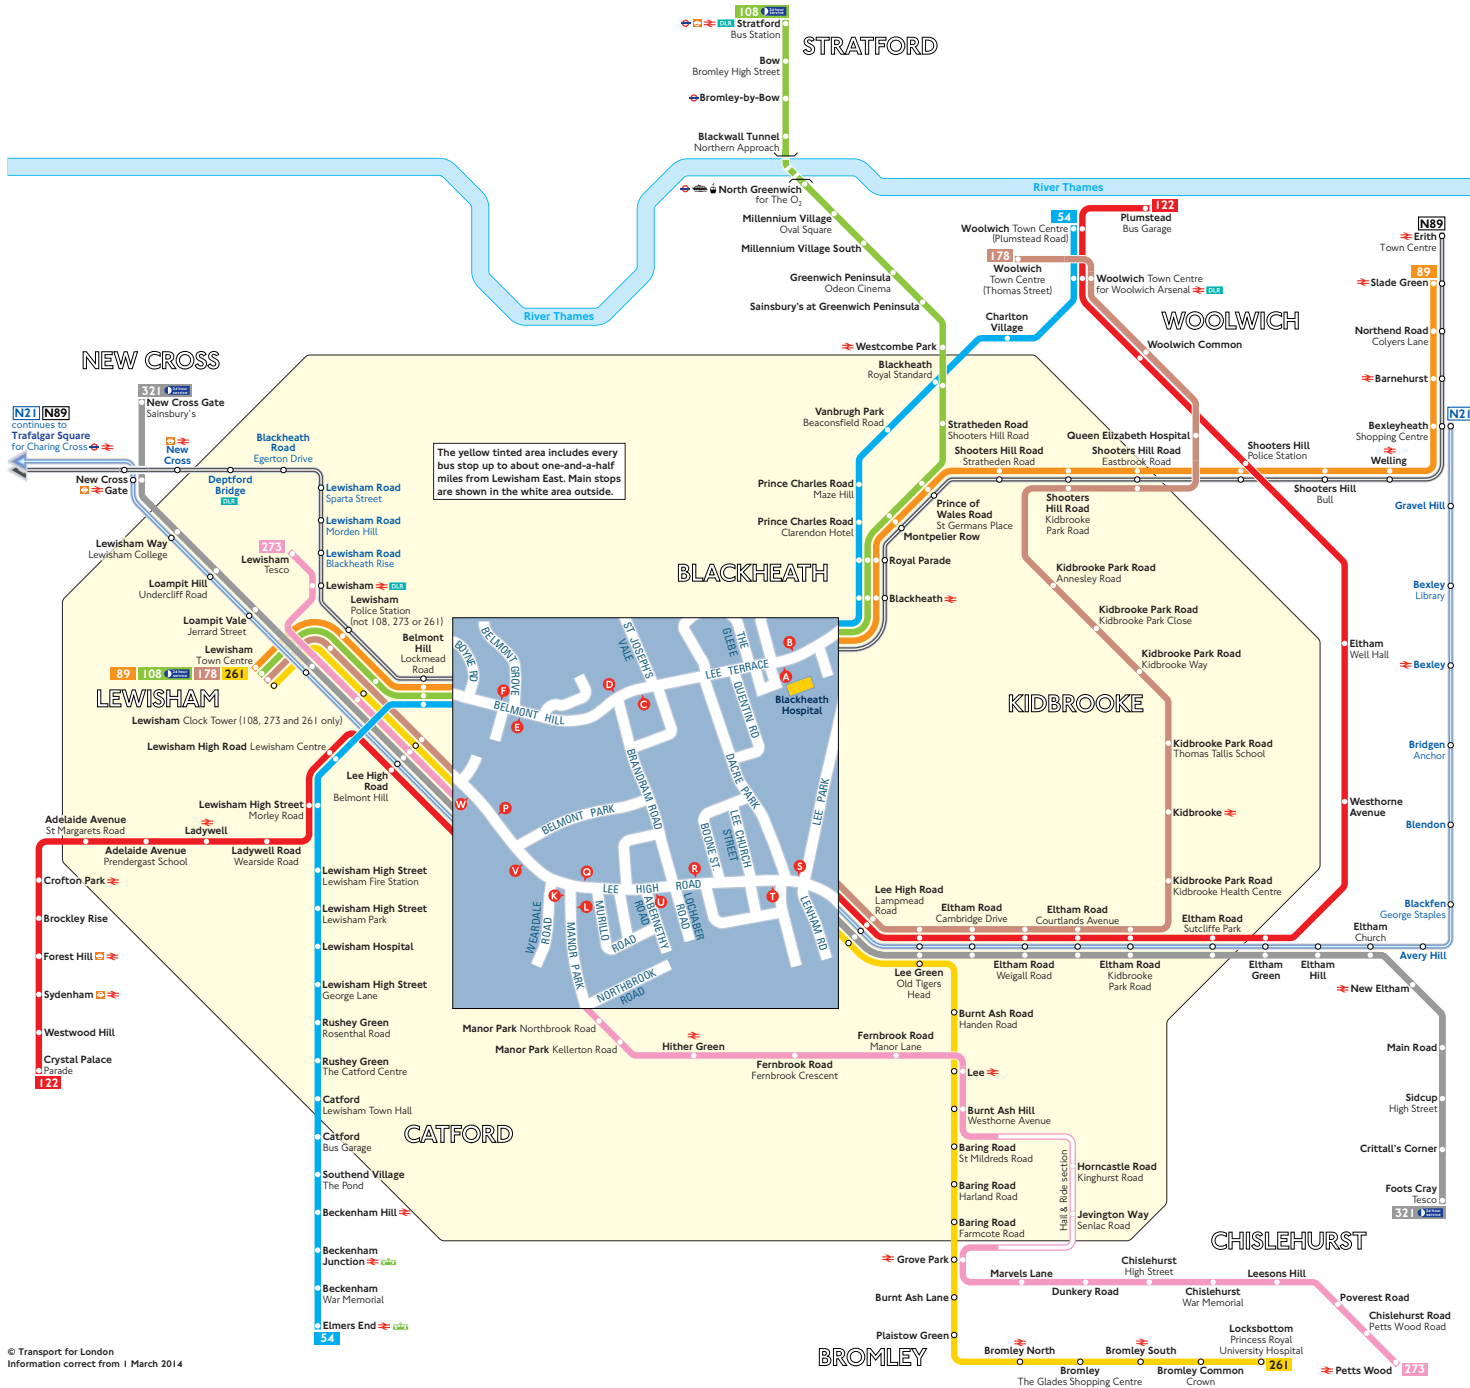 108
24 hour service
DLR
Stratford
Bus Station
STRATFORD
Bow
Bromley High Street
Bromley-by-Bow
Blackwall Tunnel
Northern Approach
River Thames
North Greenwich
for The O2
Millennium Village
Oval Square
Millennium Village South
Greenwich Peninsula
Odeon Cinema
Sainsbury's at Greenwich Peninsula
River Thames
Westcombe Park
Blackheath
Royal Standard
Vanbrugh Park
Beaconsfield Road
Stratheden Road
Shooters Hill Road
54
Woolwich Town Centre
(Plumstead Road)
122
Plumstead
Bus Garage
178
Woolwich
Town Centre
(Thomas Street)
Woolwich Town Centre
for Woolwich Arsenal
DLR
Charlton
Village
WOOLWICH
Woolwich Common
N89
Erith
Town Centre
89
Slade Green
Northend Road
Colyers Lane
Barnehurst
N21
Bexleyheath
Shopping Centre
Welling
Queen Elizabeth Hospital
Shooters Hill
Police Station
Shooters Hill Road
Stratheden Road
Shooters Hill Road
Eastbrook Road
Shooters Hill
Bull
Gravel Hill
Bexley
Library
Bexley
Bridgen
Anchor
Blendon
Blackfen
George Staples
Avery Hill
NEW CROSS
321
24 hour service
New Cross Gate
Sainsbury's
N21
N89
continues to
Trafalgar Square
for Charing Cross
New
Cross
New Cross
Gate
Blackheath
Road
Egerton Drive
Deptford
Bridge
DLR
Lewisham Road
Sparta Street
Lewisham Road
Morden Hill
Lewisham Road
Blackheath Rise
Lewisham
DLR
Lewisham
Police Station
(not 108, 273 or 261)
Lewisham Way
Lewisham College
273
Lewisham
Tesco
Loampit Hill
Undercliff Road
Loampit Vale
Jerrard Street
Lewisham
Town Centre
89
108
24 hour service
178
261
LEWISHAM
Belmont
Hill
Lockmead
Road
Lewisham Clock Tower (108, 273 and 261 only)
Lewisham High Road Lewisham Centre
Lee High
Road
Belmont Hill
The yellow tinted area includes every
bus stop up to about one-and-a-half
miles from Lewisham East. Main stops
are shown in the white area outside.
Prince Charles Road
Maze Hill
Prince Charles Road
Clarendon Hotel
Prince of
Wales Road
St Germans Place
Montpelier Row
Royal Parade
BLACKHEATH
Blackheath
Shooters
Hill Road
Kidbrooke
Park Road
Kidbrooke Park Road
Annesley Road
Kidbrooke Park Road
Kidbrooke Park Close
Kidbrooke Park Road
Kidbrooke Way
KIDBROOKE
Kidbrooke Park Road
Thomas Tallis School
Kidbrooke
Kidbrooke Park Road
Kidbrooke Health Centre
Eltham
Well Hall
Westhorne
Avenue
BOYNE RD
BELMONT GROVE
ST JOSEPH'S
VALE
THE
GLEBE
LEE TERRACE
QUENTIN RD
BELMONT HILL
Blackheath
Hospital
BRANDRAM ROAD
DACRE PARK
LEE PARK
BELMONT PARK
BOONE ST.
LEE CHURCH
STREET
LEE HIGH ROAD
WEARDALE
ROAD
MANOR PARK
MURILLO
ROAD
ABERNETHY
ROAD
LOCHABER
ROAD
LENHAM RD
NORTHBROOK
ROAD
A
B
C
D
E
F
K
L
P
Q
R
S
T
U
V
W
Lewisham High Street
Morley Road
Adelaide Avenue
St Margarets Road
Ladywell
Adelaide Avenue
Prendergast School
Ladywell Road
Wearside Road
Crofton Park
Brockley Rise
Forest Hill
Sydenham
Westwood Hill
Crystal Palace
Parade
122
Lewisham High Street
Lewisham Fire Station
Lewisham High Street
Lewisham Park
Lewisham Hospital
Lewisham High Street
George Lane
Rushey Green
Rosenthal Road
Rushey Green
The Catford Centre
Catford
Lewisham Town Hall
Catford
Bus Garage
CATFORD
Southend Village
The Pond
Beckenham Hill
Beckenham
Junction
Beckenham
War Memorial
Elmers End
54
Lee High Road
Lampmead
Road
Eltham Road
Cambridge Drive
Eltham Road
Courtlands Avenue
Eltham Road
Sutcliffe Park
Eltham
Church
Lee Green
Old Tigers
Head
Eltham Road
Weigall Road
Eltham Road
Kidbrooke
Park Road
Eltham
Green
Eltham
Hill
New Eltham
Main Road
Sidcup
High Street
Crittall's Corner
Foots Cray
Tesco
321
24 hour service
Manor Park Northbrook Road
Manor Park Kellerton Road
Hither Green
Fernbrook Road
Fernbrook Crescent
Fernbrook Road
Manor Lane
Burnt Ash Road
Handen Road
Lee
Burnt Ash Hill
Westhorne Avenue
Baring Road
St Mildreds Road
Baring Road
Harland Road
Baring Road
Farmcote Road
Hail & Ride section
Horncastle Road
Kinghurst Road
Jevington Way
Senlac Road
Grove Park
CHISLEHURST
Marvels Lane
Dunkery Road
Chislehurst
High Street
Chislehurst
War Memorial
Leesons Hill
Poverest Road
Chislehurst Road
Petts Wood Road
Petts Wood
273
Burnt Ash Lane
Plaistow Green
BROMLEY
Bromley North
Bromley
The Glades Shopping Centre
Bromley South
Bromley Common
Crown
Locksbottom
Princess Royal
University Hospital
261
© Transport for London
Information correct from 1 March 2014